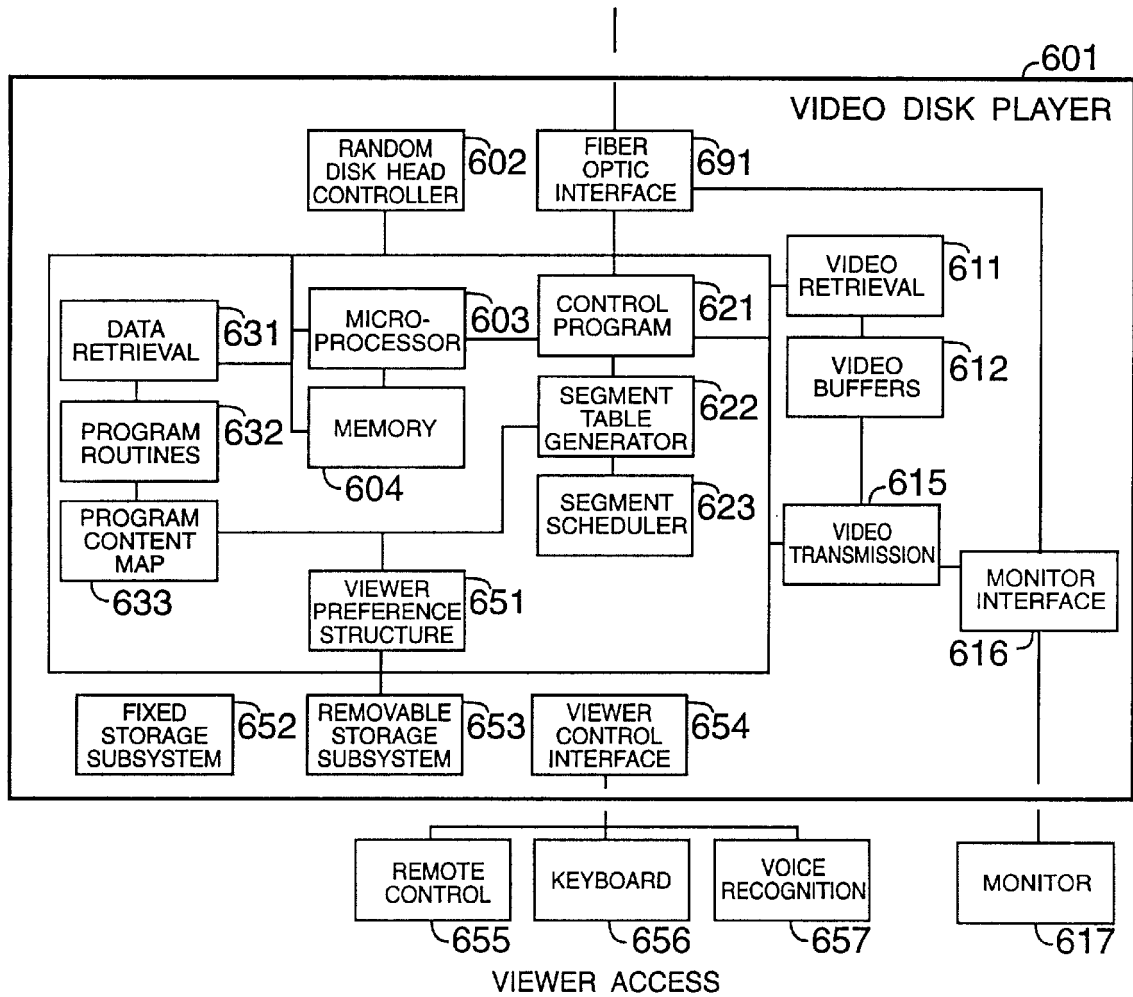 601
VIDEO DISK PLAYER
RANDOM
DISK HEAD
CONTROLLER
602
FIBER
OPTIC
INTERFACE
691
VIDEO
RETRIEVAL
611
DATA
RETRIEVAL
631
MICRO-
PROCESSOR
603
CONTROL
PROGRAM
621
VIDEO
BUFFERS
612
PROGRAM
ROUTINES
632
MEMORY
604
SEGMENT
TABLE
GENERATOR
622
PROGRAM
CONTENT
MAP
633
SEGMENT
SCHEDULER
623
615
VIDEO
TRANSMISSION
MONITOR
INTERFACE
616
VIEWER
PREFERENCE
STRUCTURE
651
FIXED
STORAGE
SUBSYSTEM
652
REMOVABLE
STORAGE
SUBSYSTEM
653
VIEWER
CONTROL
INTERFACE
654
REMOTE
CONTROL
655
KEYBOARD
656
VOICE
RECOGNITION
657
MONITOR
617
VIEWER ACCESS